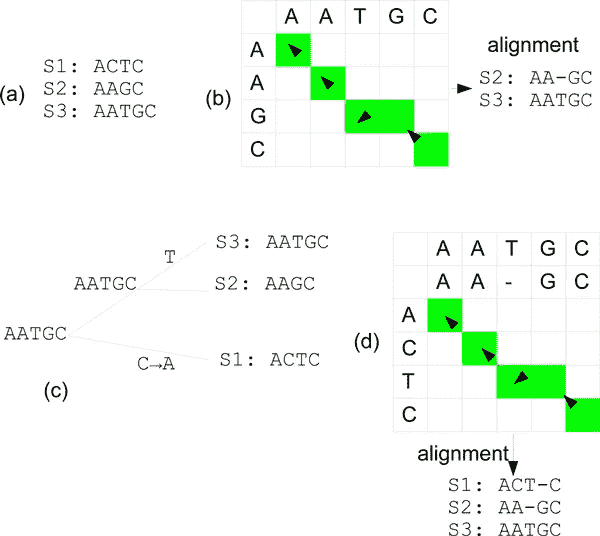 (a)
S1: ACTC
S2: AAGC
S3: AATGC
(b)
A A T G C
A
A
G
C
alignment
S2: AA-GC
S3: AATGC
(c)
AATGC
AATGC
T
S3: AATGC
S2: AAGC
C→A
S1: ACTC
(d)
A A T G C
A A - G C
A
C
T
C
alignment
S1: ACT-C
S2: AA-GC
S3: AATGC